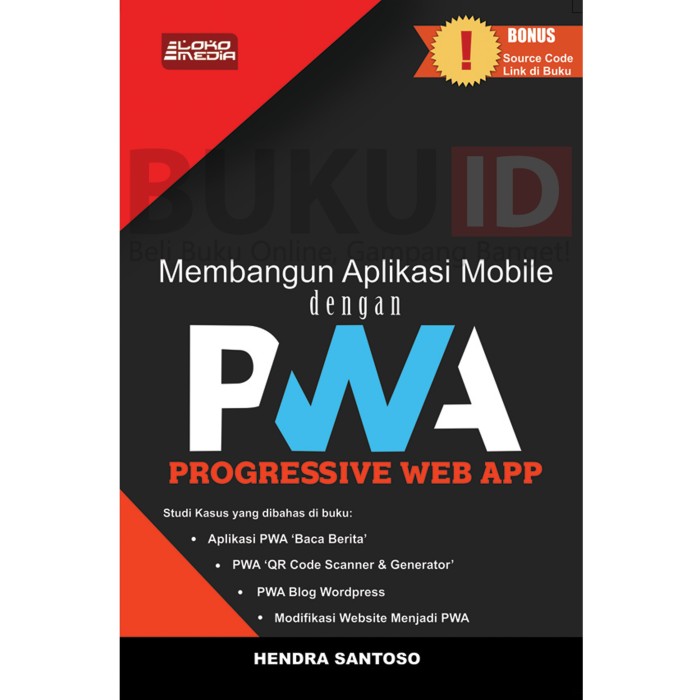 LOKO
MEDIA
!
BONUS
Source Code
Link di Buku
BUKU ID
Beli Buku Online, Gampang Banget!
Membangun Aplikasi Mobile
dengan
PWA
PROGRESSIVE WEB APP
Studi Kasus yang dibahas di buku:
• Aplikasi PWA ‘Baca Berita’
• PWA ‘QR Code Scanner & Generator’
• PWA Blog Wordpress
• Modifikasi Website Menjadi PWA
HENDRA SANTOSO